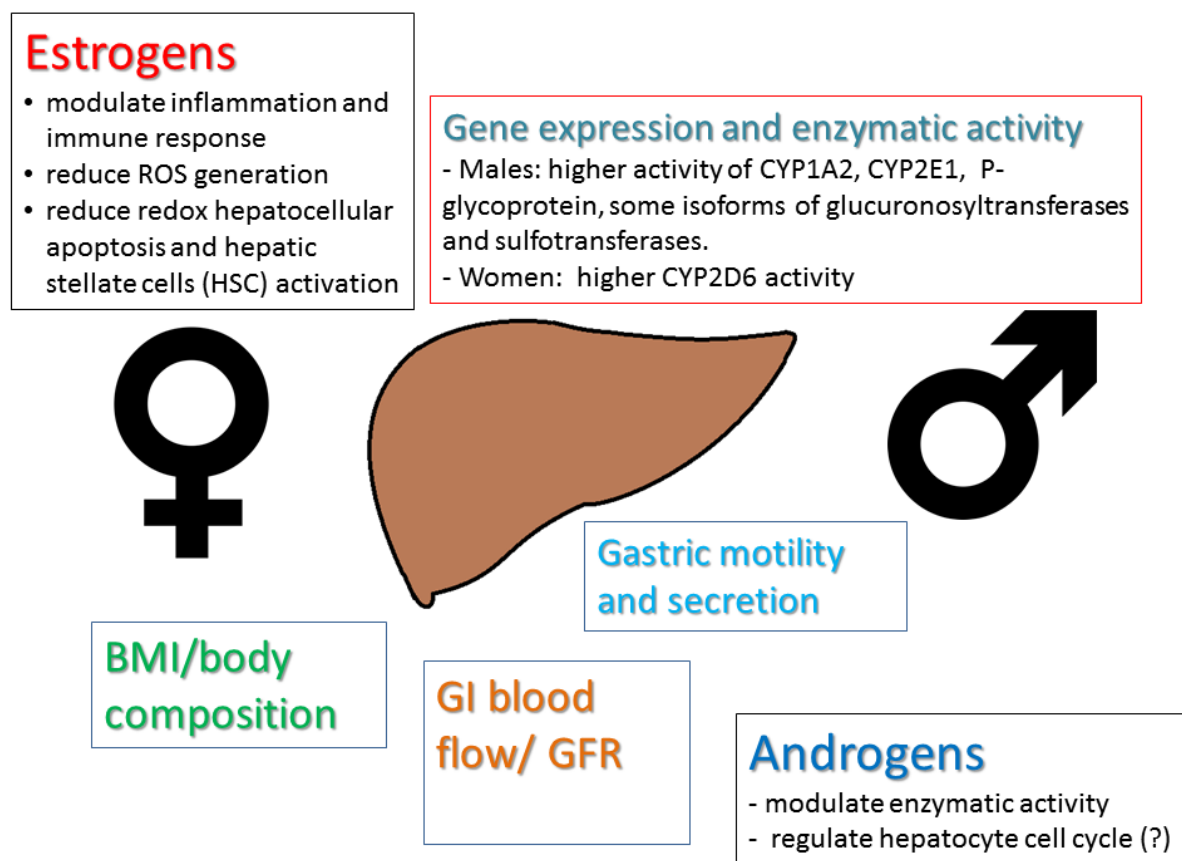 Estrogens
• modulate inflammation and
immune response
• reduce ROS generation
• reduce redox hepatocellular
apoptosis and hepatic
stellate cells (HSC) activation
Gene expression and enzymatic activity
- Males: higher activity of CYP1A2, CYP2E1, P-
glycoprotein, some isoforms of glucuronosyltransferases
and sulfotransferases.
- Women: higher CYP2D6 activity
Gastric motility
and secretion
BMI/body
composition
GI blood
flow/ GFR
Androgens
- modulate enzymatic activity
- regulate hepatocyte cell cycle (?)